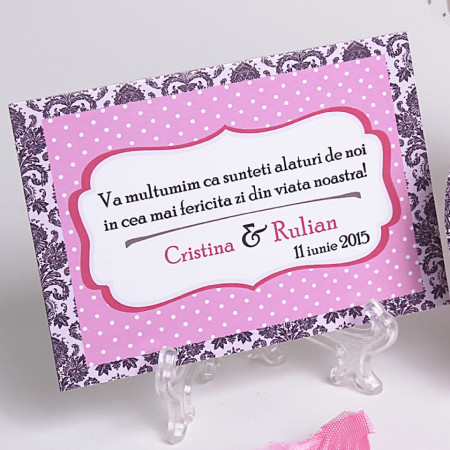 Va multumim ca sunteti alaturi de noi
in cea mai fericita zi din viata noastra!
Cristina & Rulian
11 iunie 2015